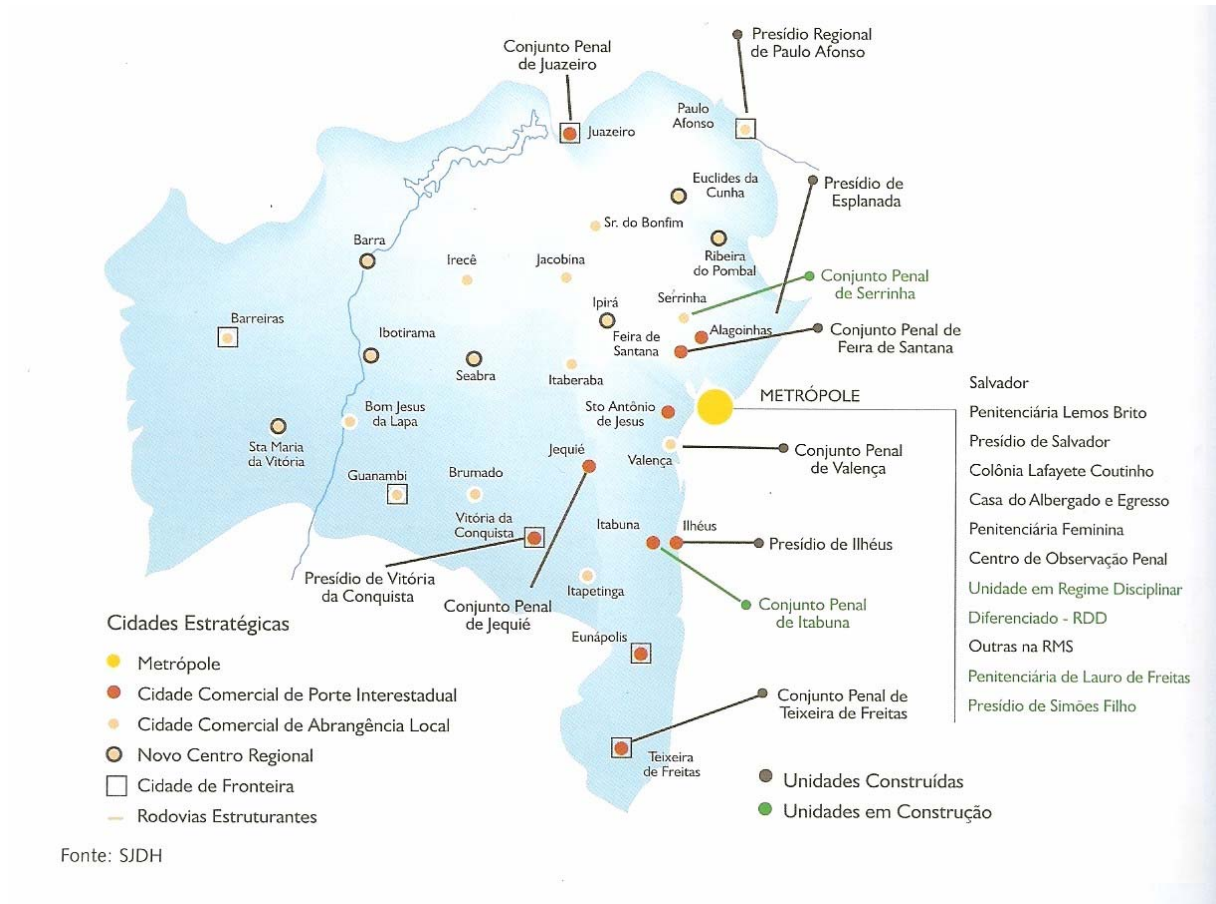 Conjunto Penal
de Juazeiro
Presídio Regional
de Paulo Afonso
Paulo
Afonso
Juazeiro
Euclides da
Cunha
Presídio de
Esplanada
Sr. do Bonfim
Barra
Irecê
Jacobina
Ribeira
do Pombal
Conjunto Penal
de Serrinha
Serrinha
Ipirá
Barreiras
Ibotirama
Feira de
Santana
Alagoinhas
Conjunto Penal de
Feira de Santana
Seabra
Itaberaba
METRÓPOLE
Salvador
Penitenciária Lemos Brito
Presídio de Salvador
Colônia Lafayete Coutinho
Casa do Albergado e Egresso
Penitenciária Feminina
Centro de Observação Penal
Unidade em Regime Disciplinar
Diferenciado - RDD
Outras na RMS
Penitenciária de Lauro de Freitas
Presídio de Simões Filho
Bom Jesus
da Lapa
Sto Antônio
de Jesus
Sta Maria
da Vitória
Jequié
Valença
Conjunto Penal
de Valença
Guanambi
Brumado
Vitória da
Conquista
Itabuna
Ilhéus
Presídio de Ilhéus
Presídio de Vitória
da Conquista
Conjunto Penal
de Jequié
Itapetinga
Conjunto Penal
de Itabuna
Eunápolis
Conjunto Penal de
Teixeira de Freitas
Teixeira
de Freitas
Cidades Estratégicas
Metrópole
Cidade Comercial de Porte Interestadual
Cidade Comercial de Abrangência Local
Novo Centro Regional
Cidade de Fronteira
Rodovias Estruturantes
Unidades Construídas
Unidades em Construção
Fonte: SJDH